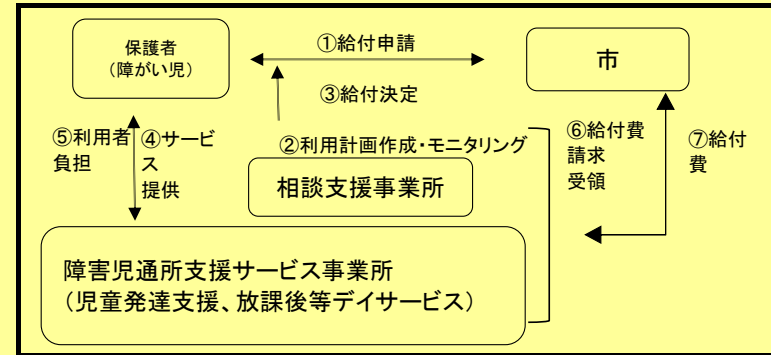 保護者
（障がい児）
①給付申請
市
③給付決定
⑤利用者
負担
④サービ
ス
提供
②利用計画作成・モニタリング
⑥給付費
請求
受領
⑦給付
費
相談支援事業所
障害児通所支援サービス事業所
（児童発達支援、放課後等デイサービス）